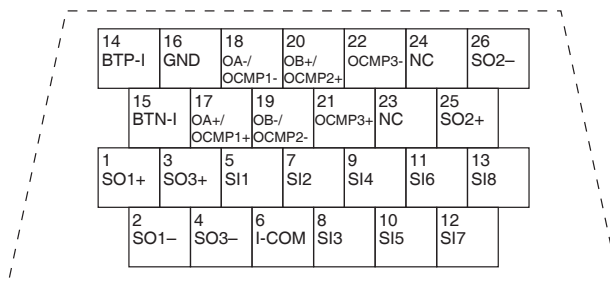 14 16 18 20 22 24 26
BTP-I GND OA-/ OB+/ OCMP3- NC SO2–
OCMP1- OCMP2+
15 17 19 21 23 25
BTN-I OA+/ OB-/ OCMP3+ NC SO2+
OCMP1+ OCMP2-
1 3 5 7 9 11 13
SO1+ SO3+ SI1 SI2 SI4 SI6 SI8
2 4 6 8 10 12
SO1– SO3– I-COM SI3 SI5 SI7